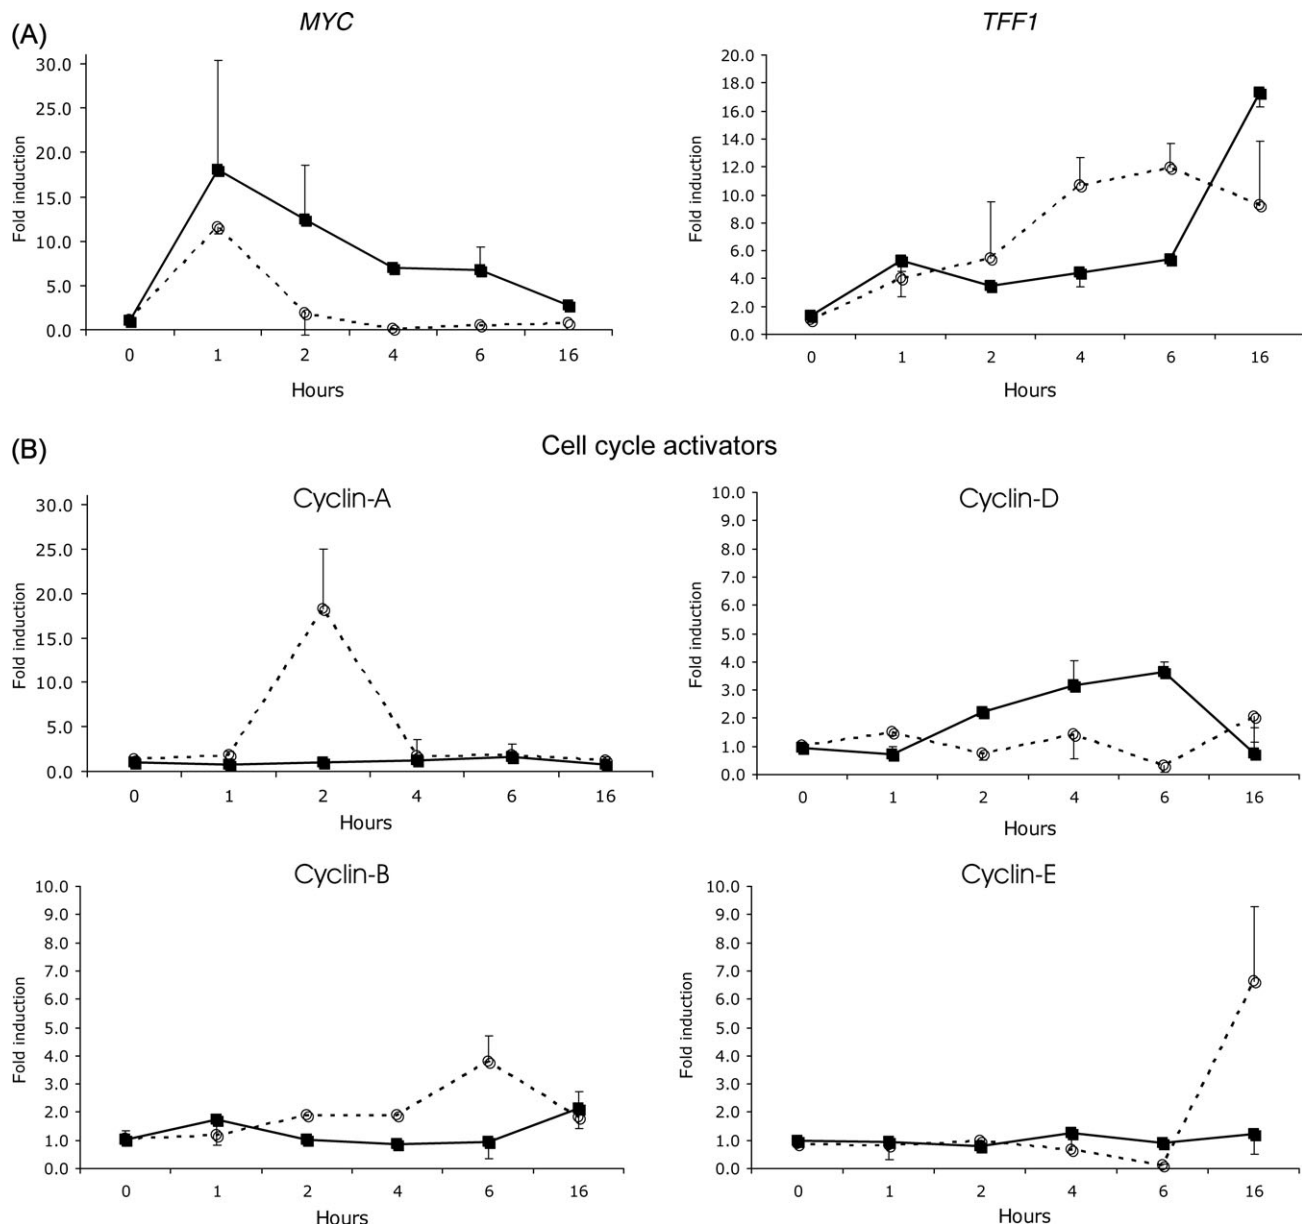 (A)
MYC
TFF1
Fold induction
30.0
25.0
20.0
15.0
10.0
5.0
0.0
0 1 2 4 6 16
Hours
Fold induction
20.0
18.0
16.0
14.0
12.0
10.0
8.0
6.0
4.0
2.0
0.0
0 1 2 4 6 16
Hours
(B)
Cell cycle activators
Cyclin-A
Fold induction
30.0
25.0
20.0
15.0
10.0
5.0
0.0
0 1 2 4 6 16
Hours
Cyclin-D
Fold induction
10.0
9.0
8.0
7.0
6.0
5.0
4.0
3.0
2.0
1.0
0.0
0 1 2 4 6 16
Hours
Cyclin-B
Fold induction
10.0
9.0
8.0
7.0
6.0
5.0
4.0
3.0
2.0
1.0
0.0
0 1 2 4 6 16
Hours
Cyclin-E
Fold induction
10.0
9.0
8.0
7.0
6.0
5.0
4.0
3.0
2.0
1.0
0.0
0 1 2 4 6 16
Hours